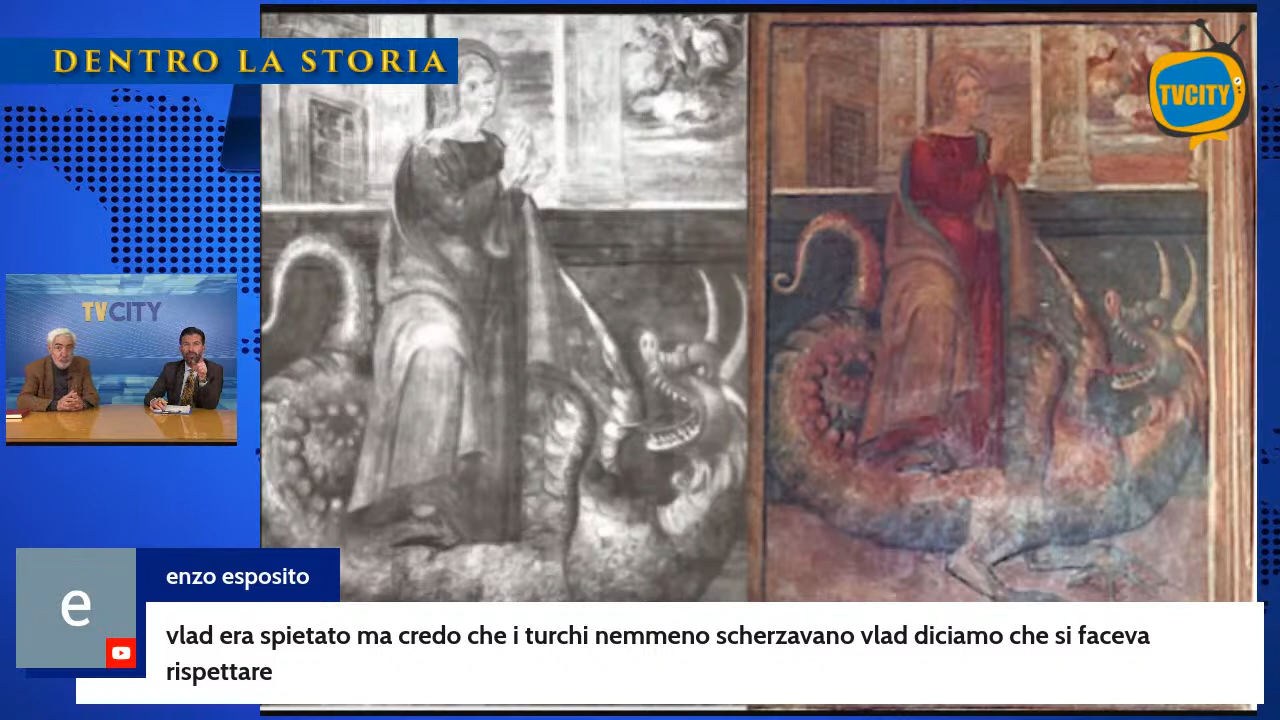 DENTRO LA STORIA
TVCITY
TVCITY
e
enzo esposito
vlad era spietato ma credo che i turchi nemmeno scherzavano vlad diciamo che si faceva
rispettare